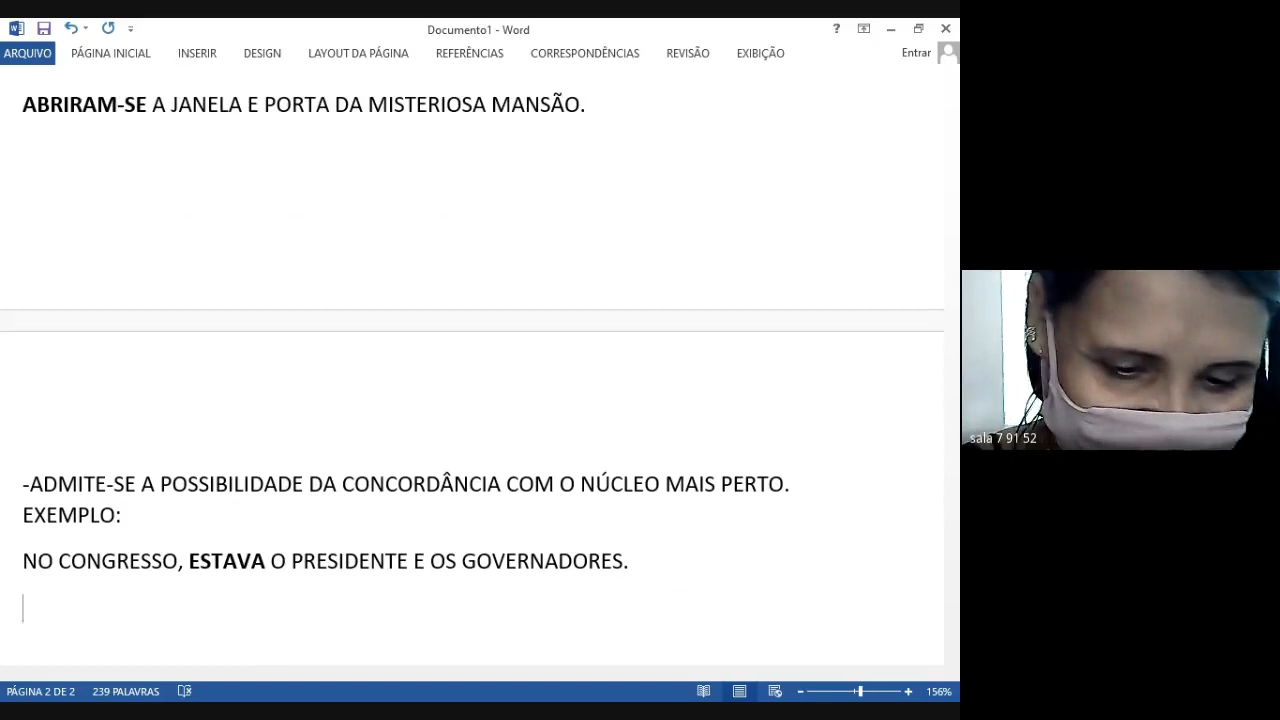 Documento1 - Word
?
ARQUIVO PÁGINA INICIAL INSERIR DESIGN LAYOUT DA PÁGINA REFERÊNCIAS CORRESPONDÊNCIAS REVISÃO EXIBIÇÃO Entrar
ABRIRAM-SE A JANELA E PORTA DA MISTERIOSA MANSÃO.
-ADMITE-SE A POSSIBILIDADE DA CONCORDÂNCIA COM O NÚCLEO MAIS PERTO.
EXEMPLO:
NO CONGRESSO, ESTAVA O PRESIDENTE E OS GOVERNADORES.
sala 7 91 52
PÁGINA 2 DE 2 239 PALAVRAS 156%